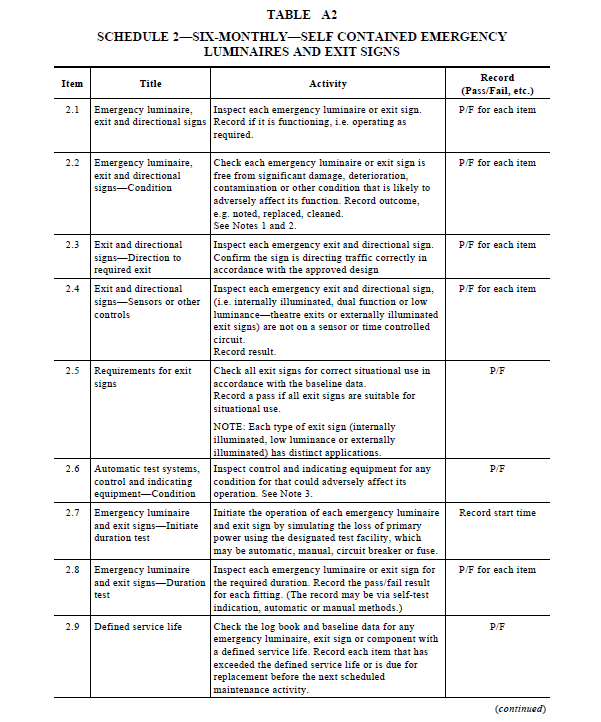 TABLE A2
SCHEDULE 2—SIX-MONTHLY—SELF CONTAINED EMERGENCY
LUMINAIRES AND EXIT SIGNS
Item Title Activity Record
(Pass/Fail, etc.)
2.1 Emergency luminaire, Inspect each emergency luminaire or exit sign. P/F for each item
exit and directional signs Record if it is functioning, i.e. operating as
required.
2.2 Emergency luminaire, Check each emergency luminaire or exit sign is P/F for each item
exit and directional free from significant damage, deterioration,
signs—Condition contamination or other condition that is likely to
adversely affect its function. Record outcome,
e.g. noted, replaced, cleaned.
See Notes 1 and 2.
2.3 Exit and directional Inspect each emergency exit and directional sign. P/F for each item
signs—Direction to Confirm the sign is directing traffic correctly in
required exit accordance with the approved design
2.4 Exit and directional Inspect each emergency exit and directional sign, P/F for each item
signs—Sensors or other (i.e. internally illuminated, dual function or low
controls luminance—theatre exits or externally illuminated
exit signs) are not on a sensor or time controlled
circuit.
Record result.
2.5 Requirements for exit Check all exit signs for correct situational use in P/F
signs accordance with the baseline data.
Record a pass if all exit signs are suitable for
situational use.
NOTE: Each type of exit sign (internally
illuminated, low luminance or externally
illuminated) has distinct applications.
2.6 Automatic test systems, Inspect control and indicating equipment for any P/F
control and indicating condition for that could adversely affect its
equipment—Condition operation. See Note 3.
2.7 Emergency luminaire Initiate the operation of each emergency luminaire Record start time
and exit signs—Initiate and exit sign by simulating the loss of primary
duration test power using the designated test facility, which
may be automatic, manual, circuit breaker or fuse.
2.8 Emergency luminaire Inspect each emergency luminaire or exit sign for P/F for each item
and exit signs—Duration the required duration. Record the pass/fail result
test for each fitting. (The record may be via self-test
indication, automatic or manual methods.)
2.9 Defined service life Check the log book and baseline data for any P/F
emergency luminaire, exit sign or component with
a defined service life. Record each item that has
exceeded the defined service life or is due for
replacement before the next scheduled
maintenance activity.
(continued)